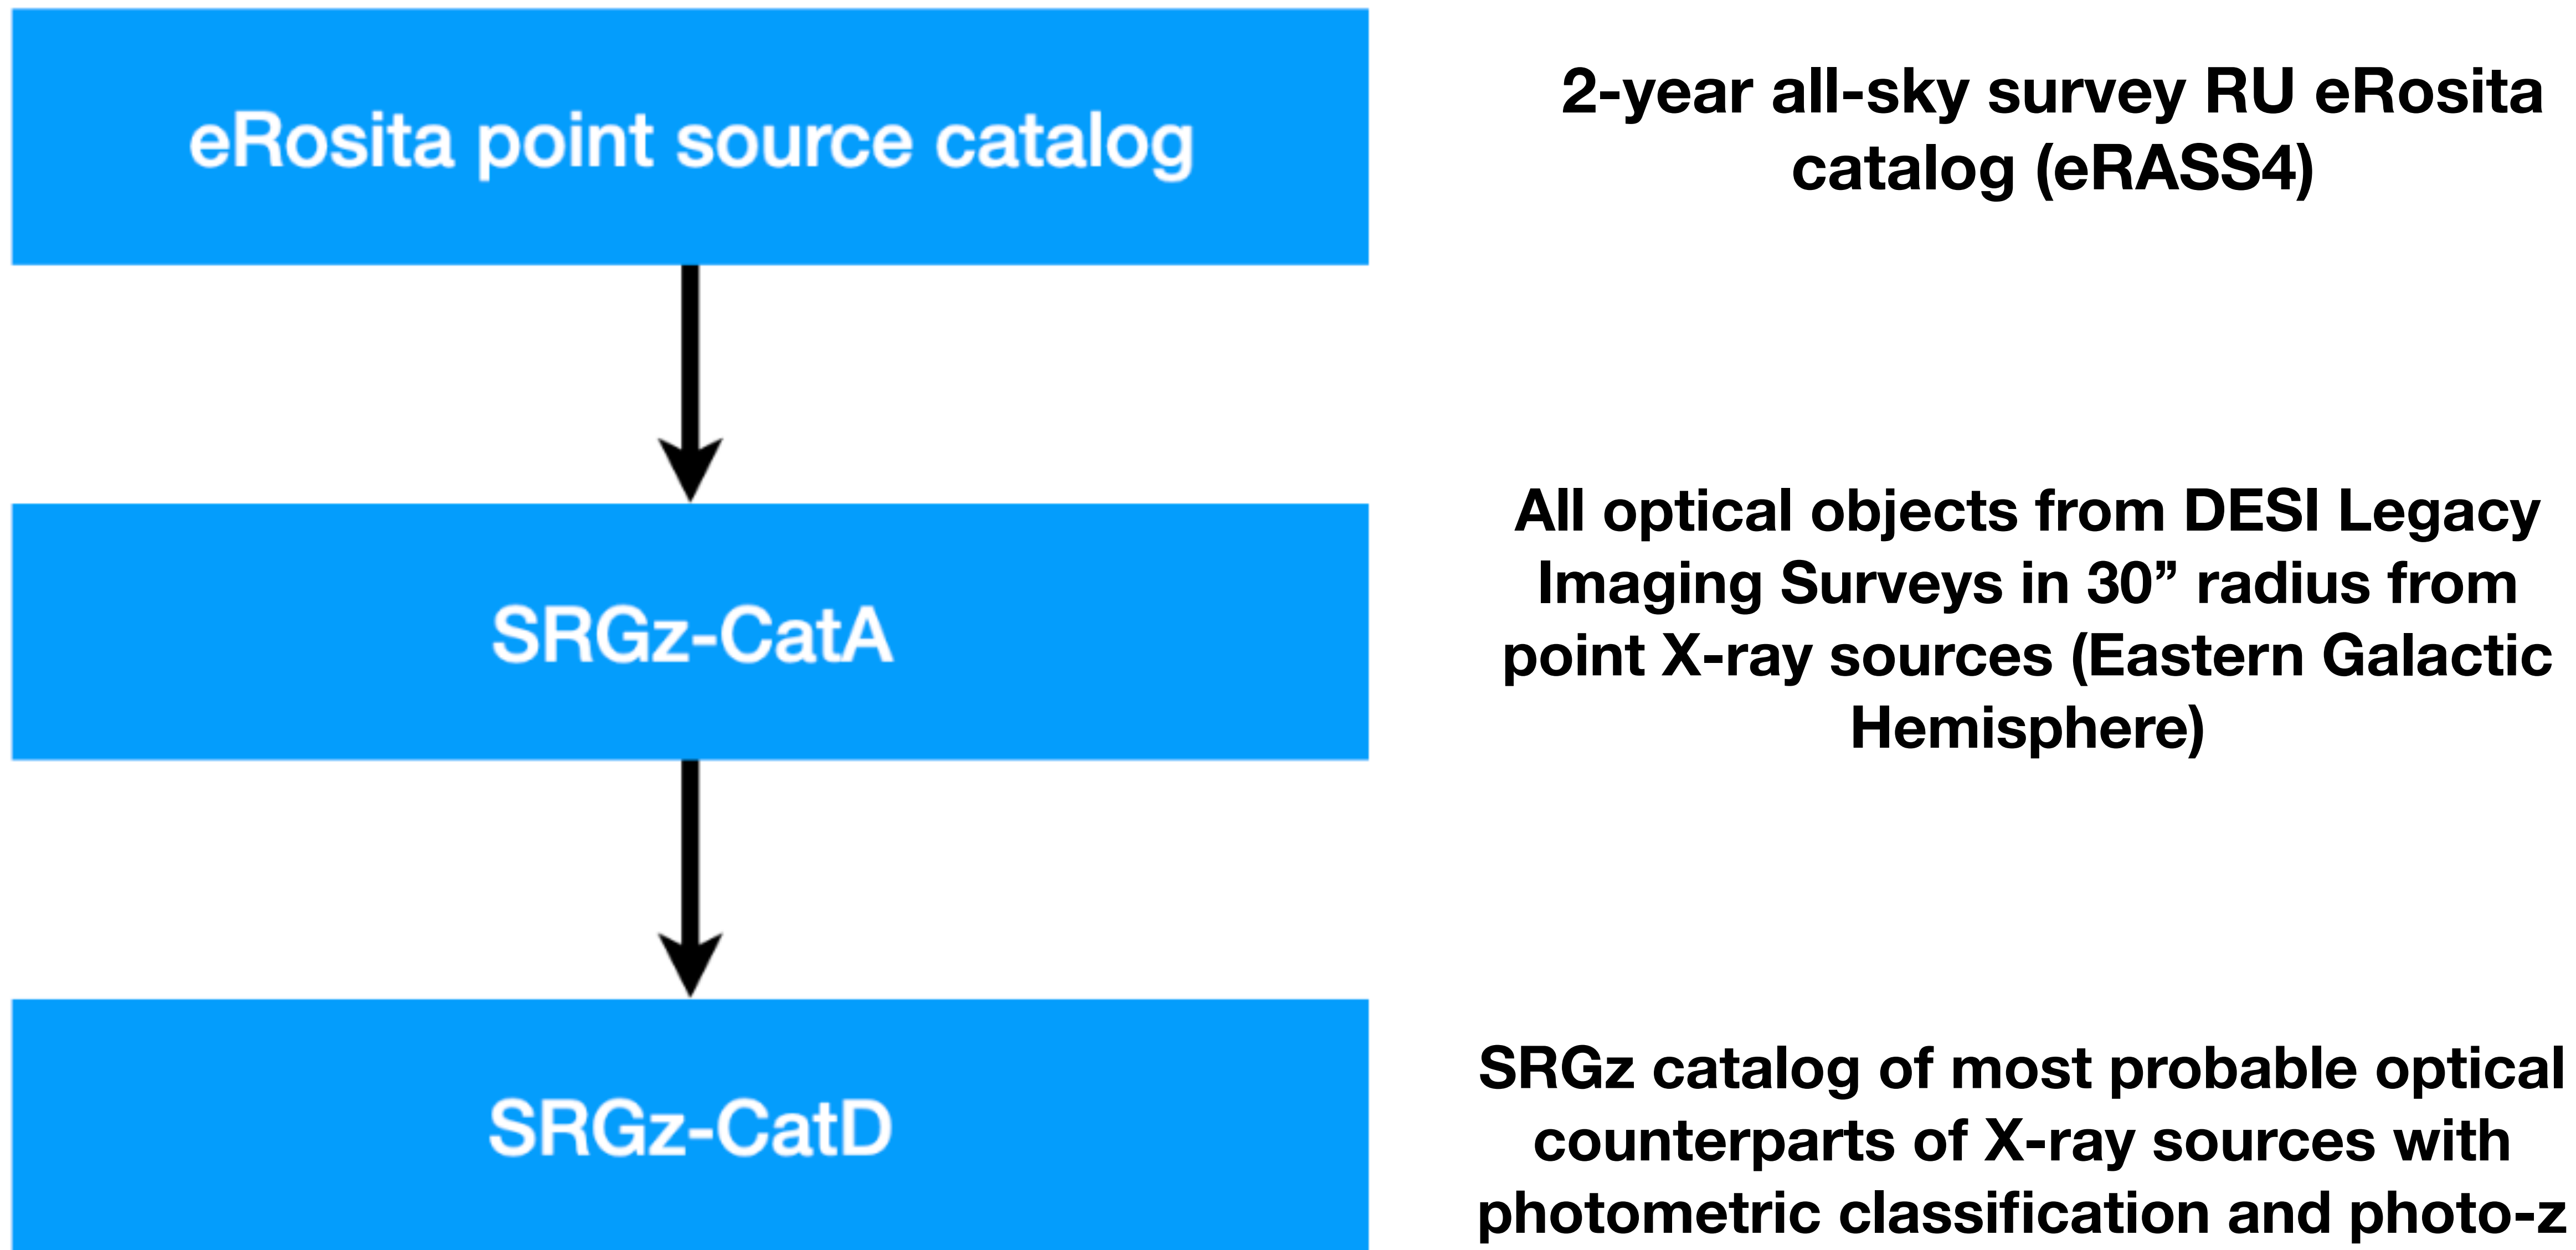 eRosita point source catalog
2-year all-sky survey RU eRosita
catalog (eRASS4)
SRGz-CatA
All optical objects from DESI Legacy
Imaging Surveys in 30” radius from
point X-ray sources (Eastern Galactic
Hemisphere)
SRGz-CatD
SRGz catalog of most probable optical
counterparts of X-ray sources with
photometric classification and photo-z